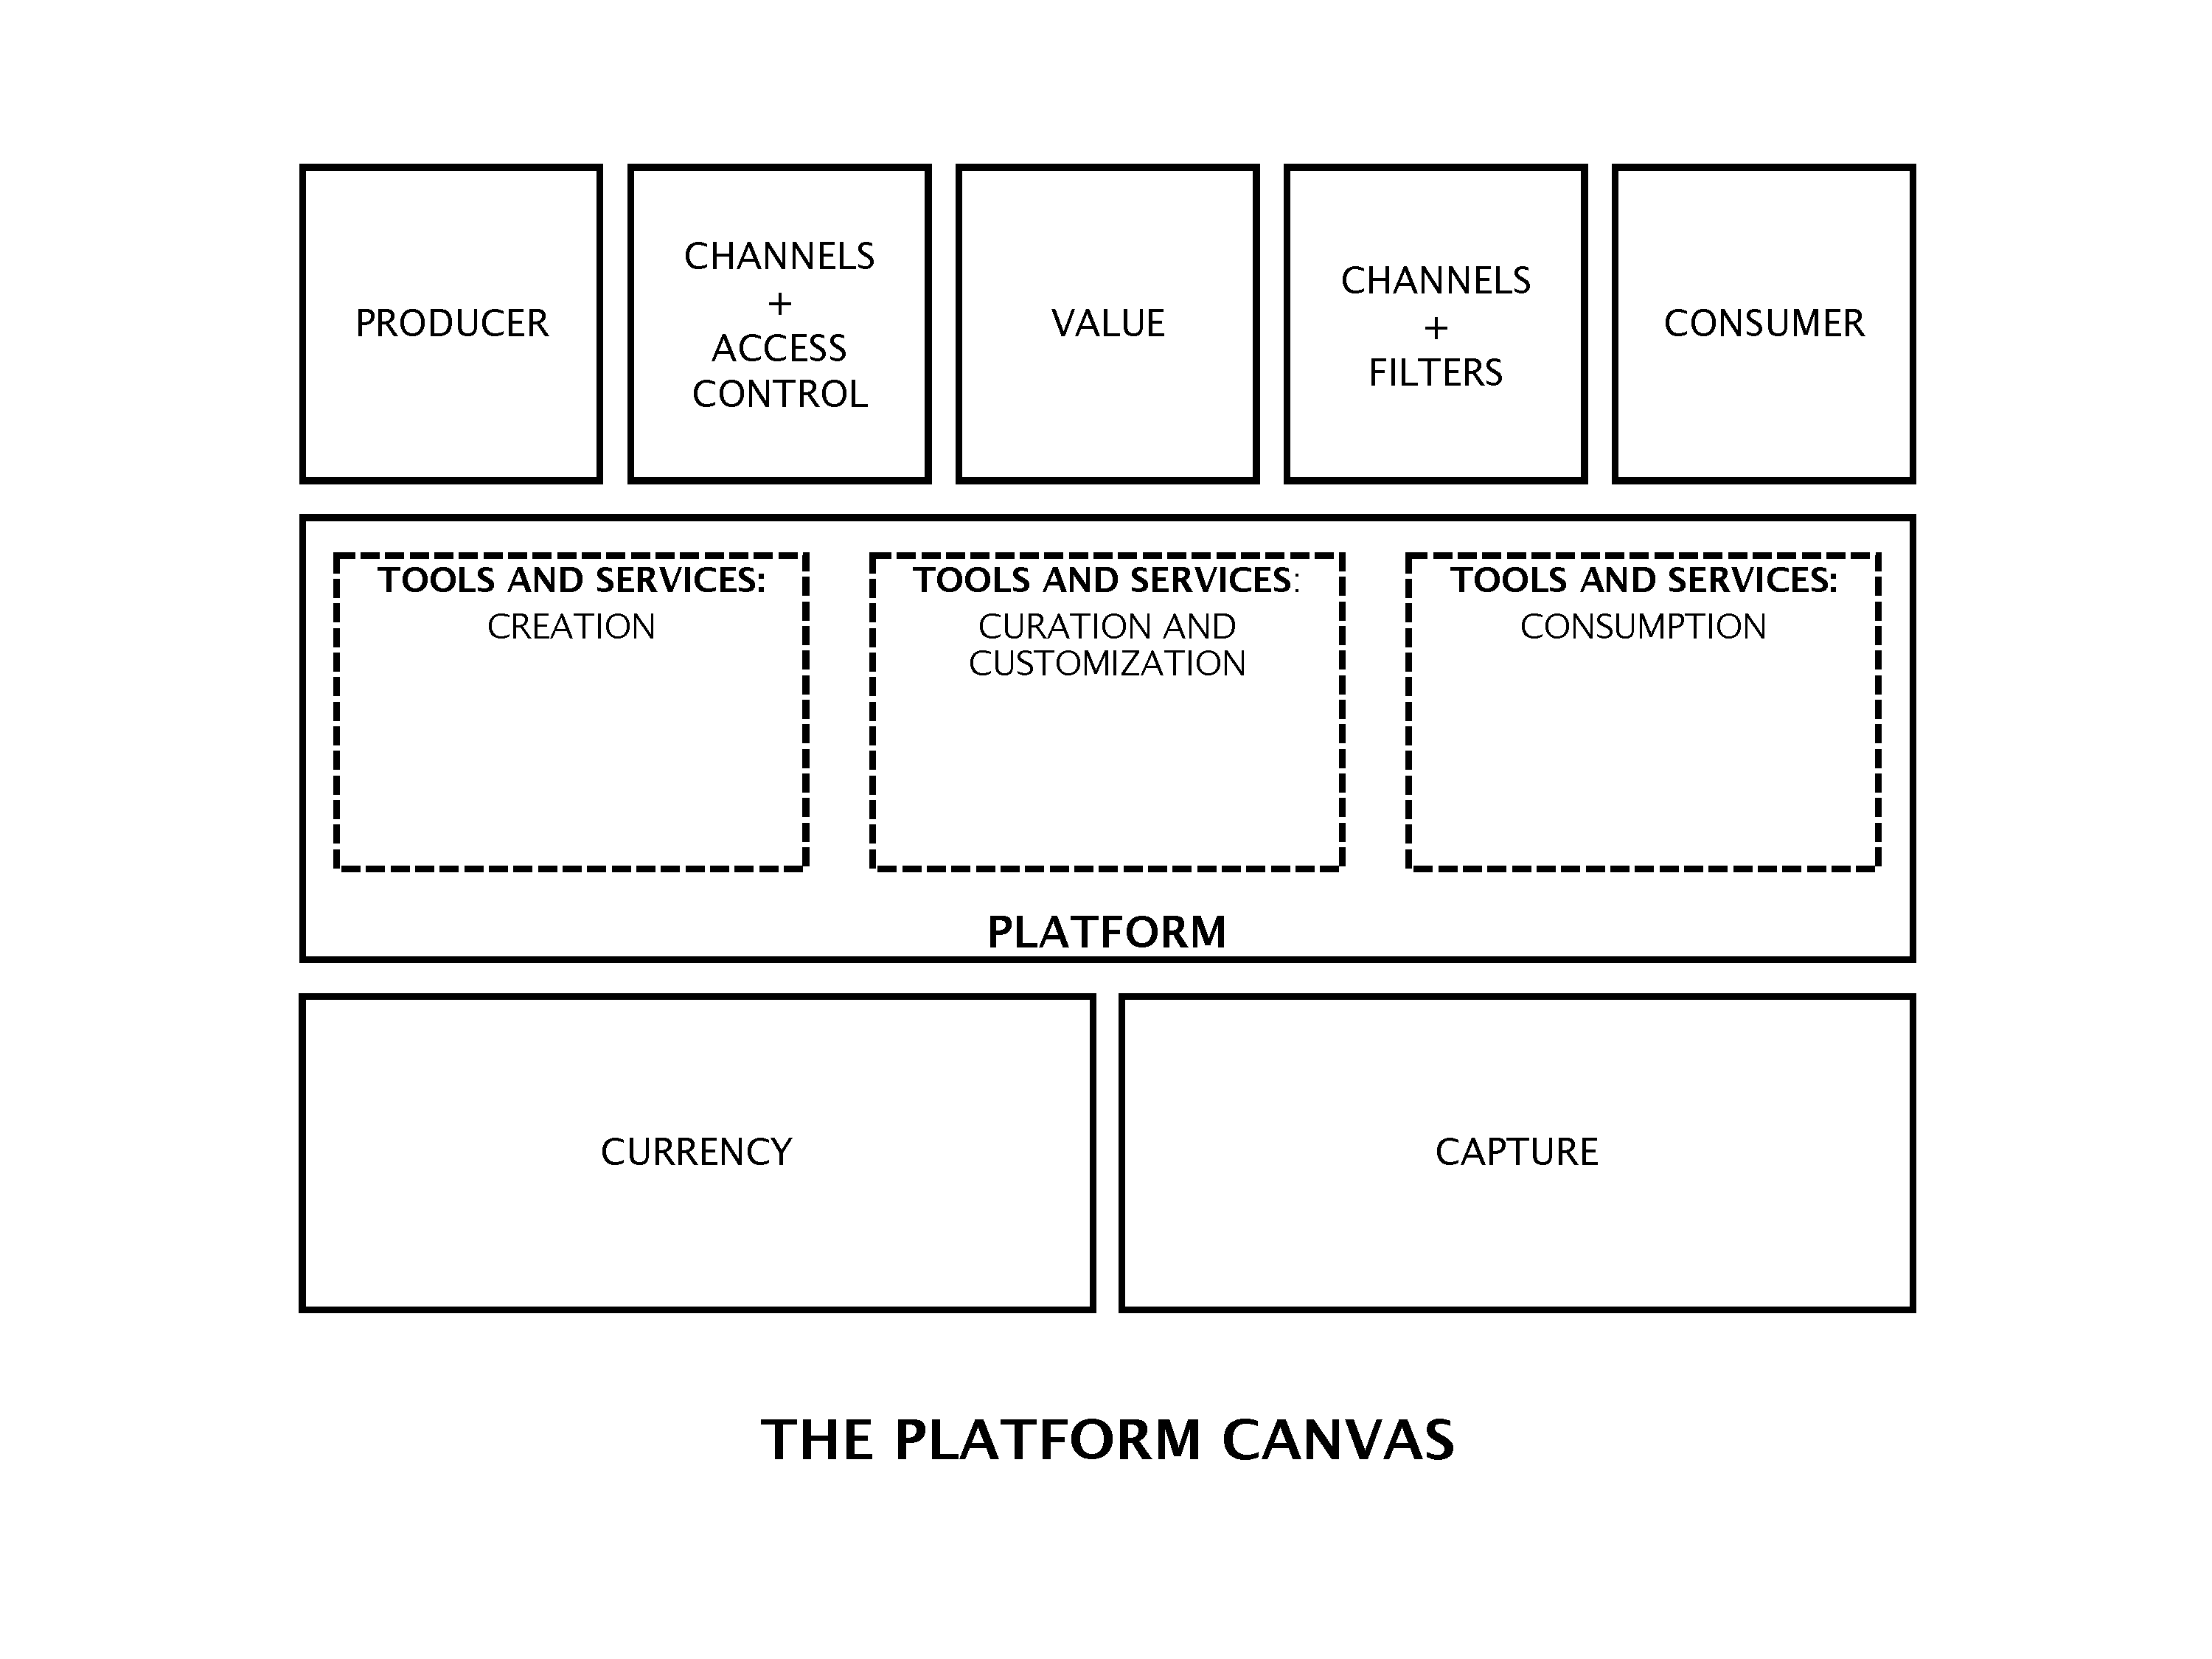 PRODUCER
CHANNELS
+
ACCESS
CONTROL
VALUE
CHANNELS
+
FILTERS
CONSUMER
TOOLS AND SERVICES:
CREATION
TOOLS AND SERVICES:
CURATION AND
CUSTOMIZATION
TOOLS AND SERVICES:
CONSUMPTION
PLATFORM
CURRENCY
CAPTURE
THE PLATFORM CANVAS